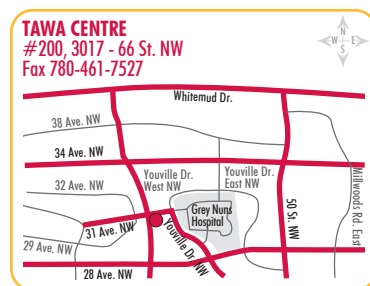 TAWA CENTRE
#200, 3017 - 66 St. NW
Fax 780-461-7527
N
W E
S
Whitemud Dr.
38 Ave. NW
34 Ave. NW
Youville Dr.
West NW
Youville Dr.
East NW
32 Ave. NW
Millwoods Rd. East
Grey Nuns
Hospital
50 St. NW
31 Ave. NW
Youville Dr. NW
29 Ave. NW
28 Ave. NW